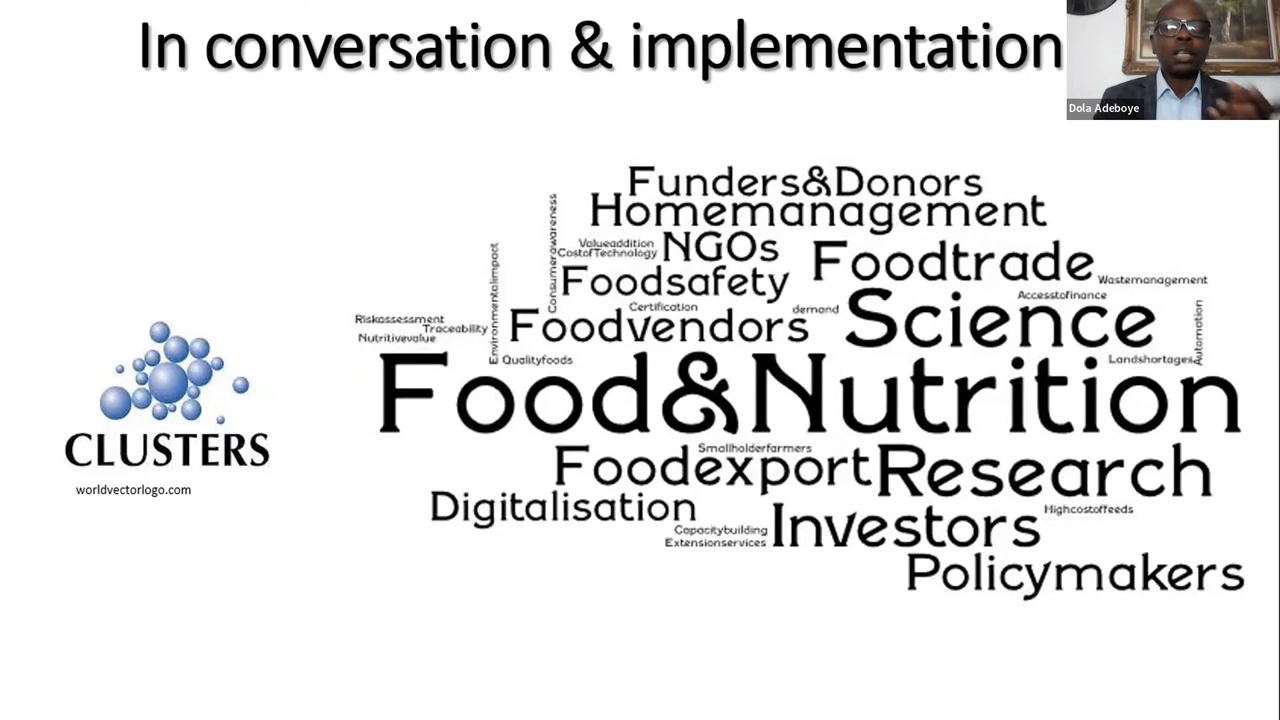 In conversation & implementation
Dola Adeboye
Funders&Donors
Homemanagement
Consumerawareness
Valueaddition
NGOs
CostofTechnology
Environmentalimpact
Foodsafety
Foodtrade
Wastemanagement
Accesstofinance
Certification
demand
Science
Automation
Riskassessment
Traceability
Foodvendors
Nutritivevalue
Qualityfoods
Landshortages
Food&Nutrition
Smallholderfarmers
Foodexport
Research
Digitalisation
Highcostoffeeds
Capacitybuilding
Investors
Extensionservices
Policymakers
CLUSTERS
worldvectorlogo.com